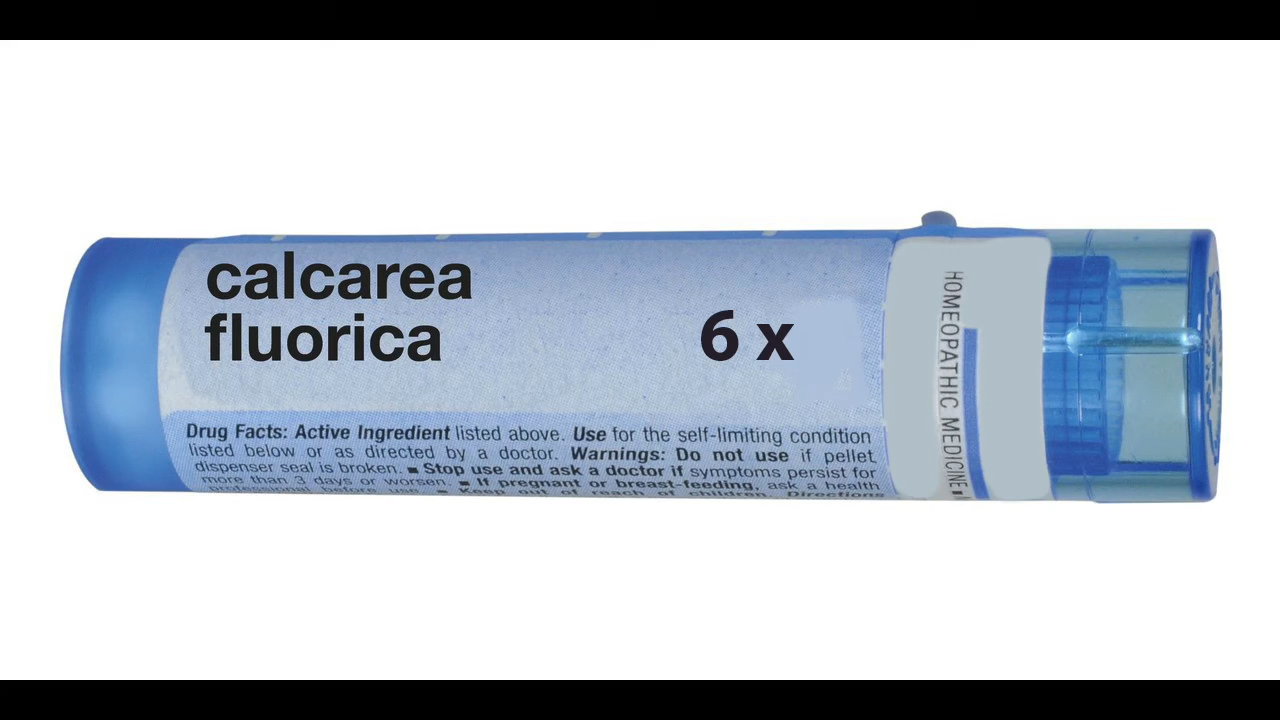 calcarea
fluorica
6 x
Drug Facts: Active Ingredient listed above. Use for the self-limiting condition
listed below or as directed by a doctor. Warnings: Do not use if pellet
dispenser seal is broken. ■ Stop use and ask a doctor if symptoms persist for
more than 3 days or worsen. ■ If pregnant or breast-feeding, ask a health
professional before use. ■ Keep out of reach of children. Directions
HOMEOPATHIC MEDICINE ■